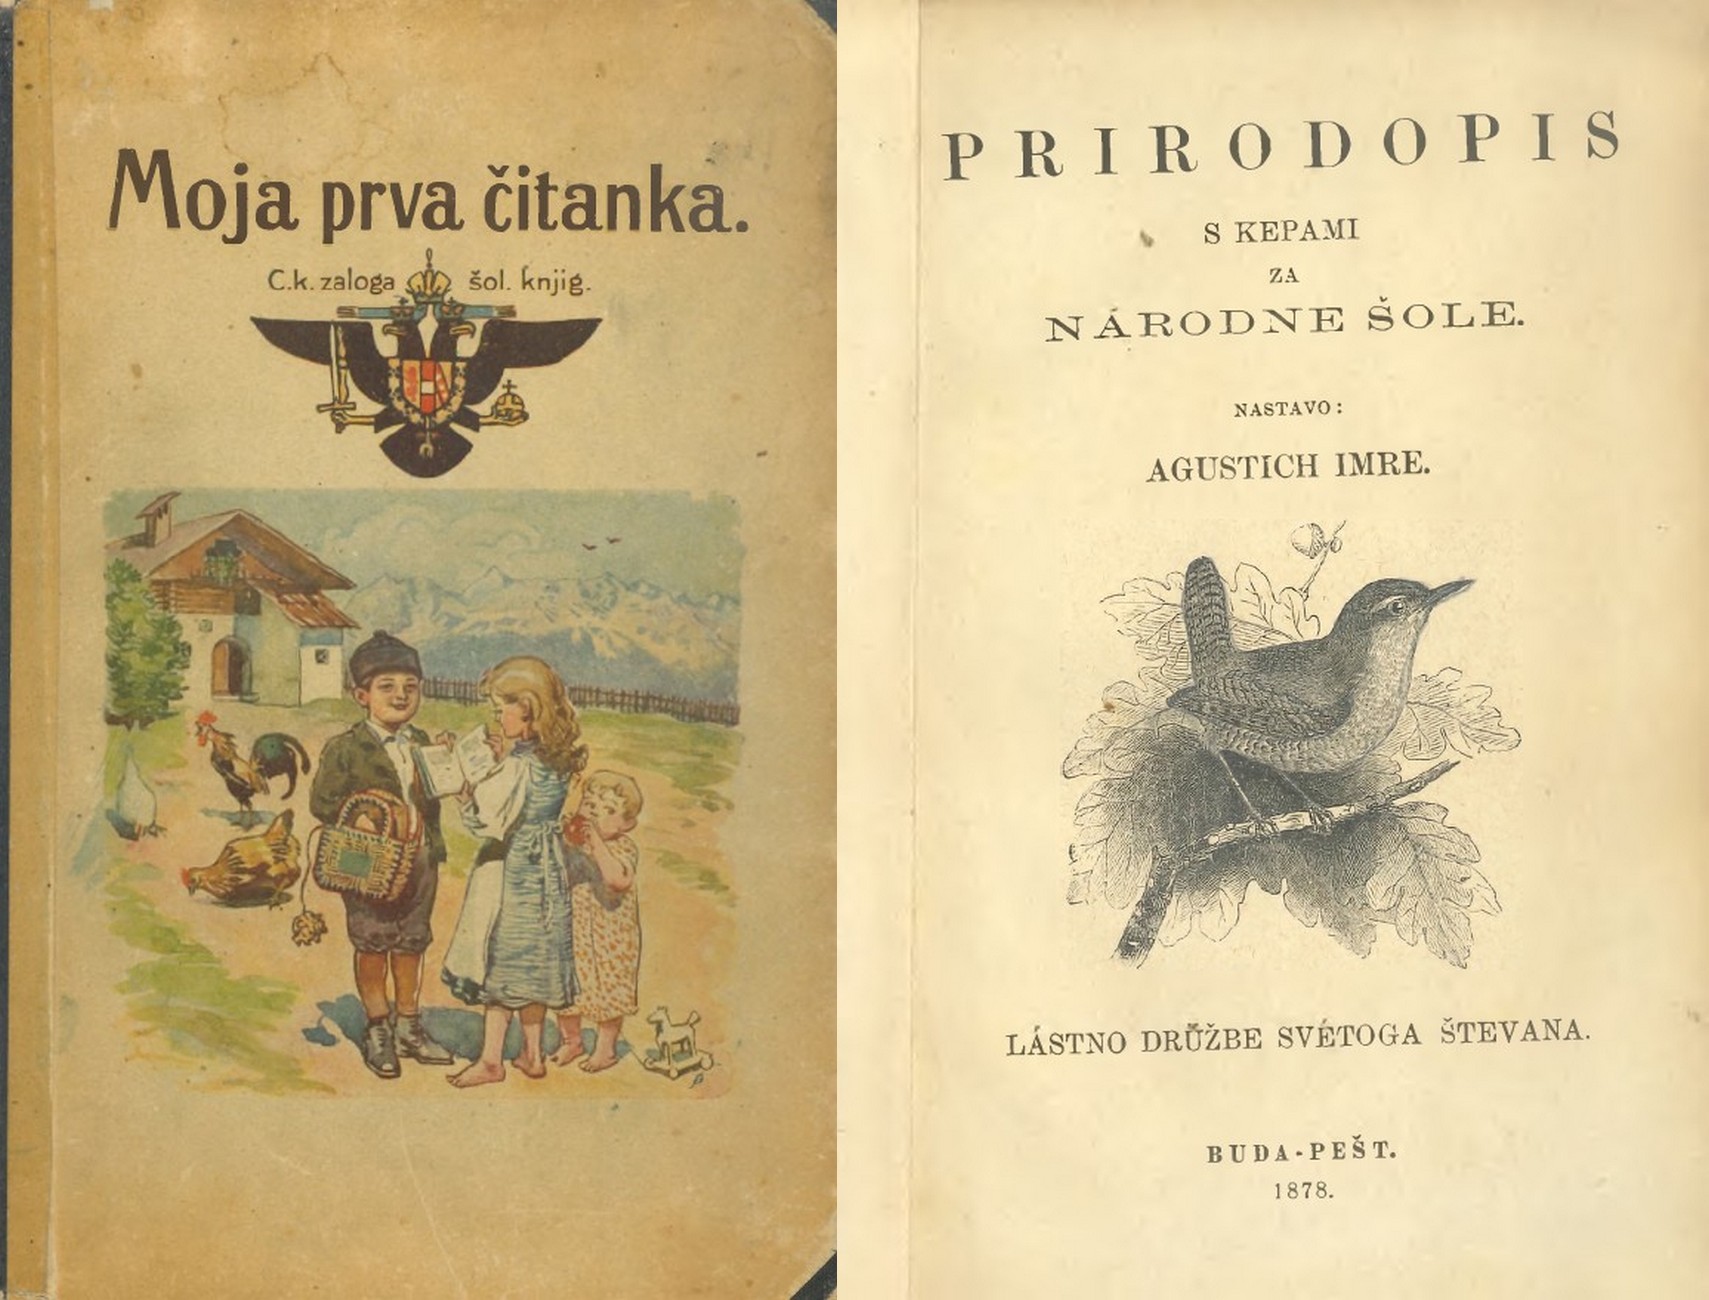 Moja prva čitanka.
C.k. zaloga šol. knjig.
PRIRODOPIS
S KEPAMI
ZA
NÁRODNE ŠOLE.
NASTAVO:
AGUSTICH IMRE.
LÁSTNO DRŰŽBE SVÉTOGA ŠTEVANA.
BUDA-PEŠT.
1878.